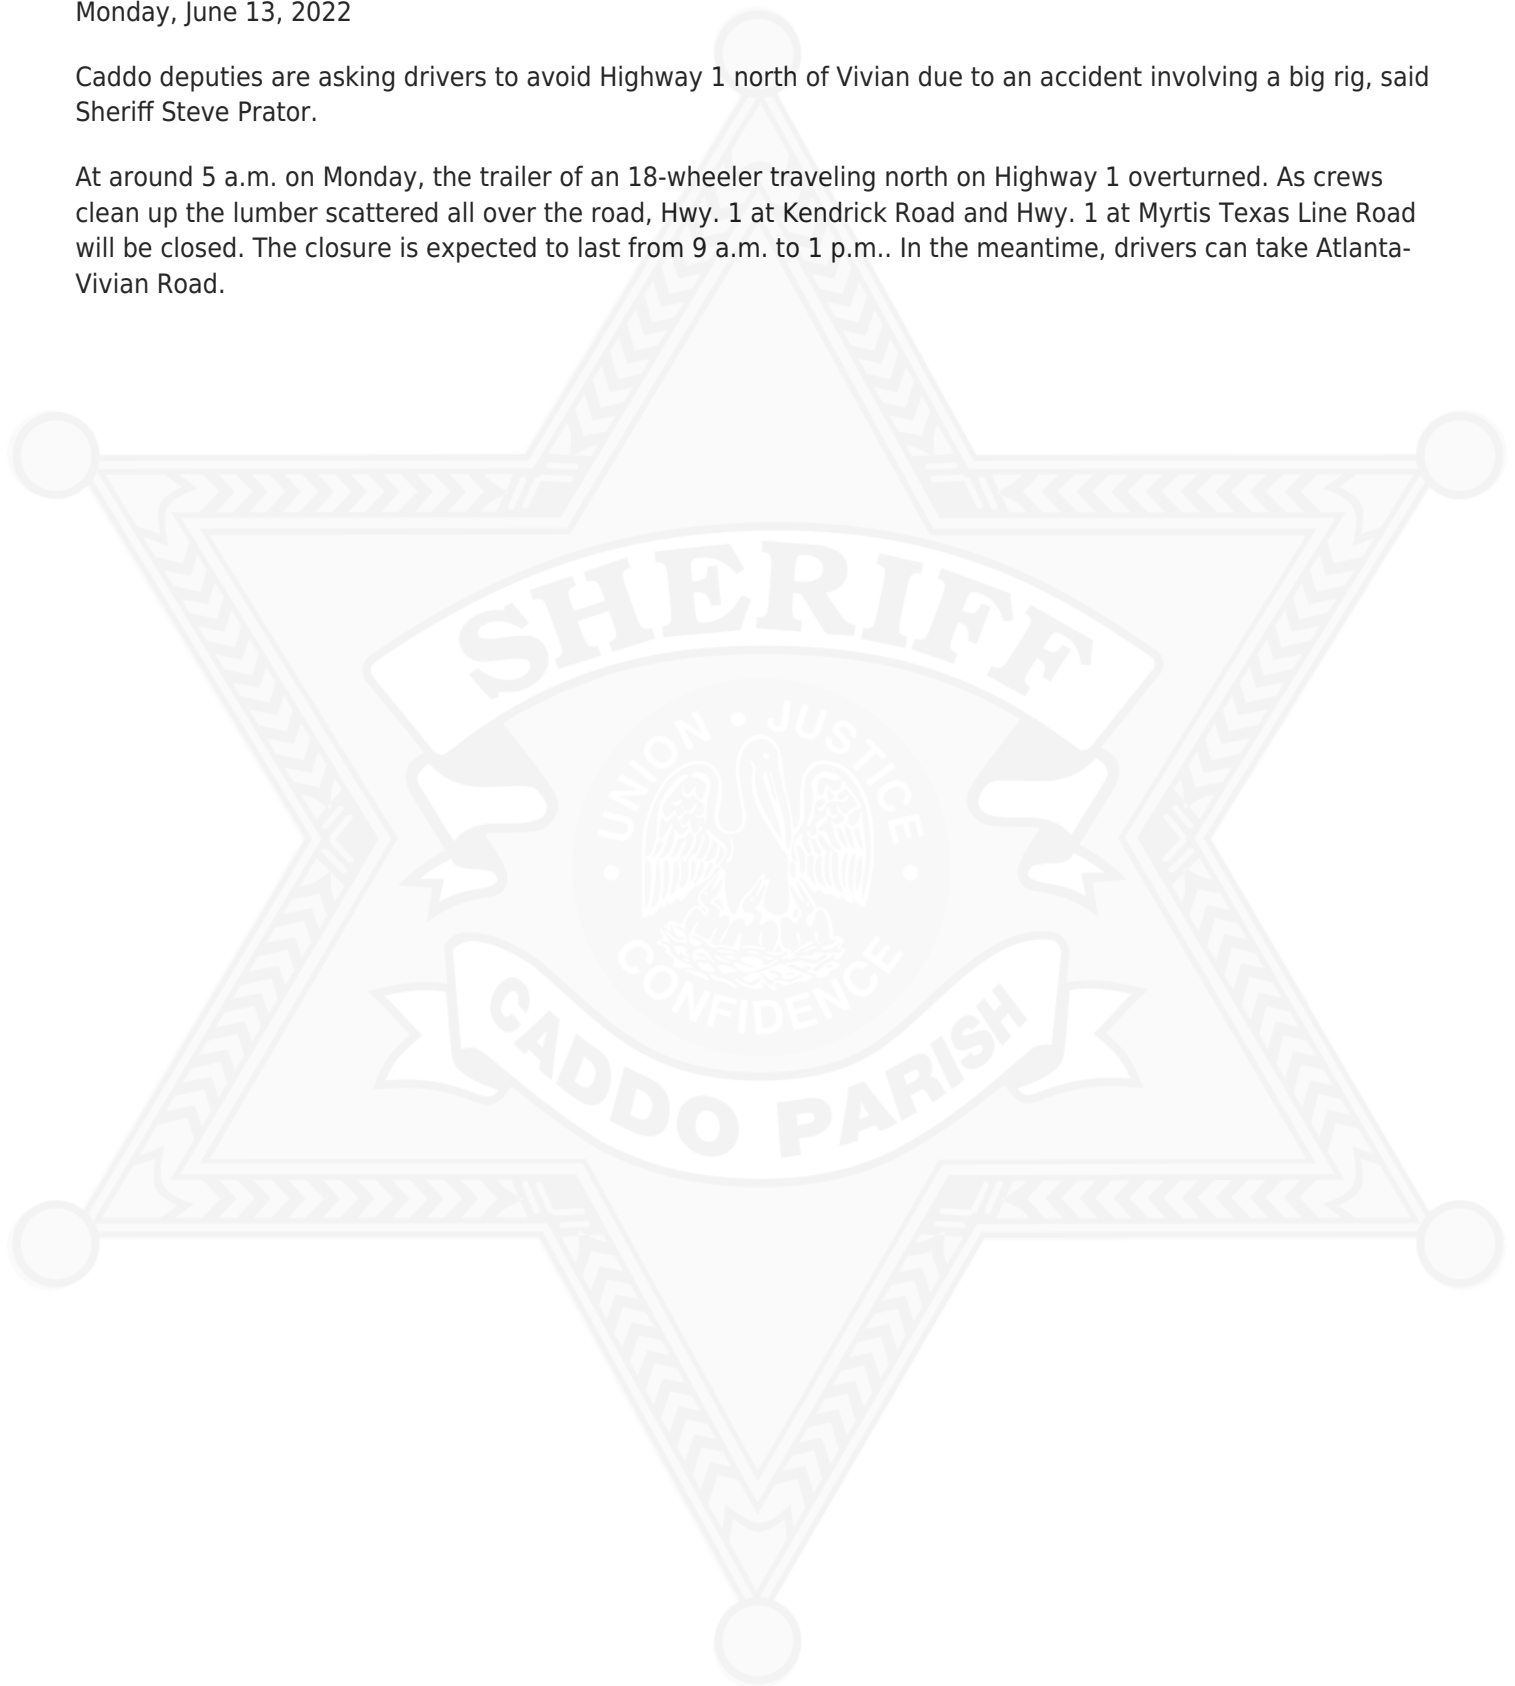 Monday, June 13, 2022
Caddo deputies are asking drivers to avoid Highway 1 north of Vivian due to an accident involving a big rig, said
Sheriff Steve Prator.
At around 5 a.m. on Monday, the trailer of an 18-wheeler traveling north on Highway 1 overturned. As crews
clean up the lumber scattered all over the road, Hwy. 1 at Kendrick Road and Hwy. 1 at Myrtis Texas Line Road
will be closed. The closure is expected to last from 9 a.m. to 1 p.m.. In the meantime, drivers can take Atlanta-
Vivian Road.
SHERIFF
UNION • JUSTICE
• CONFIDENCE •
CADDO PARISH